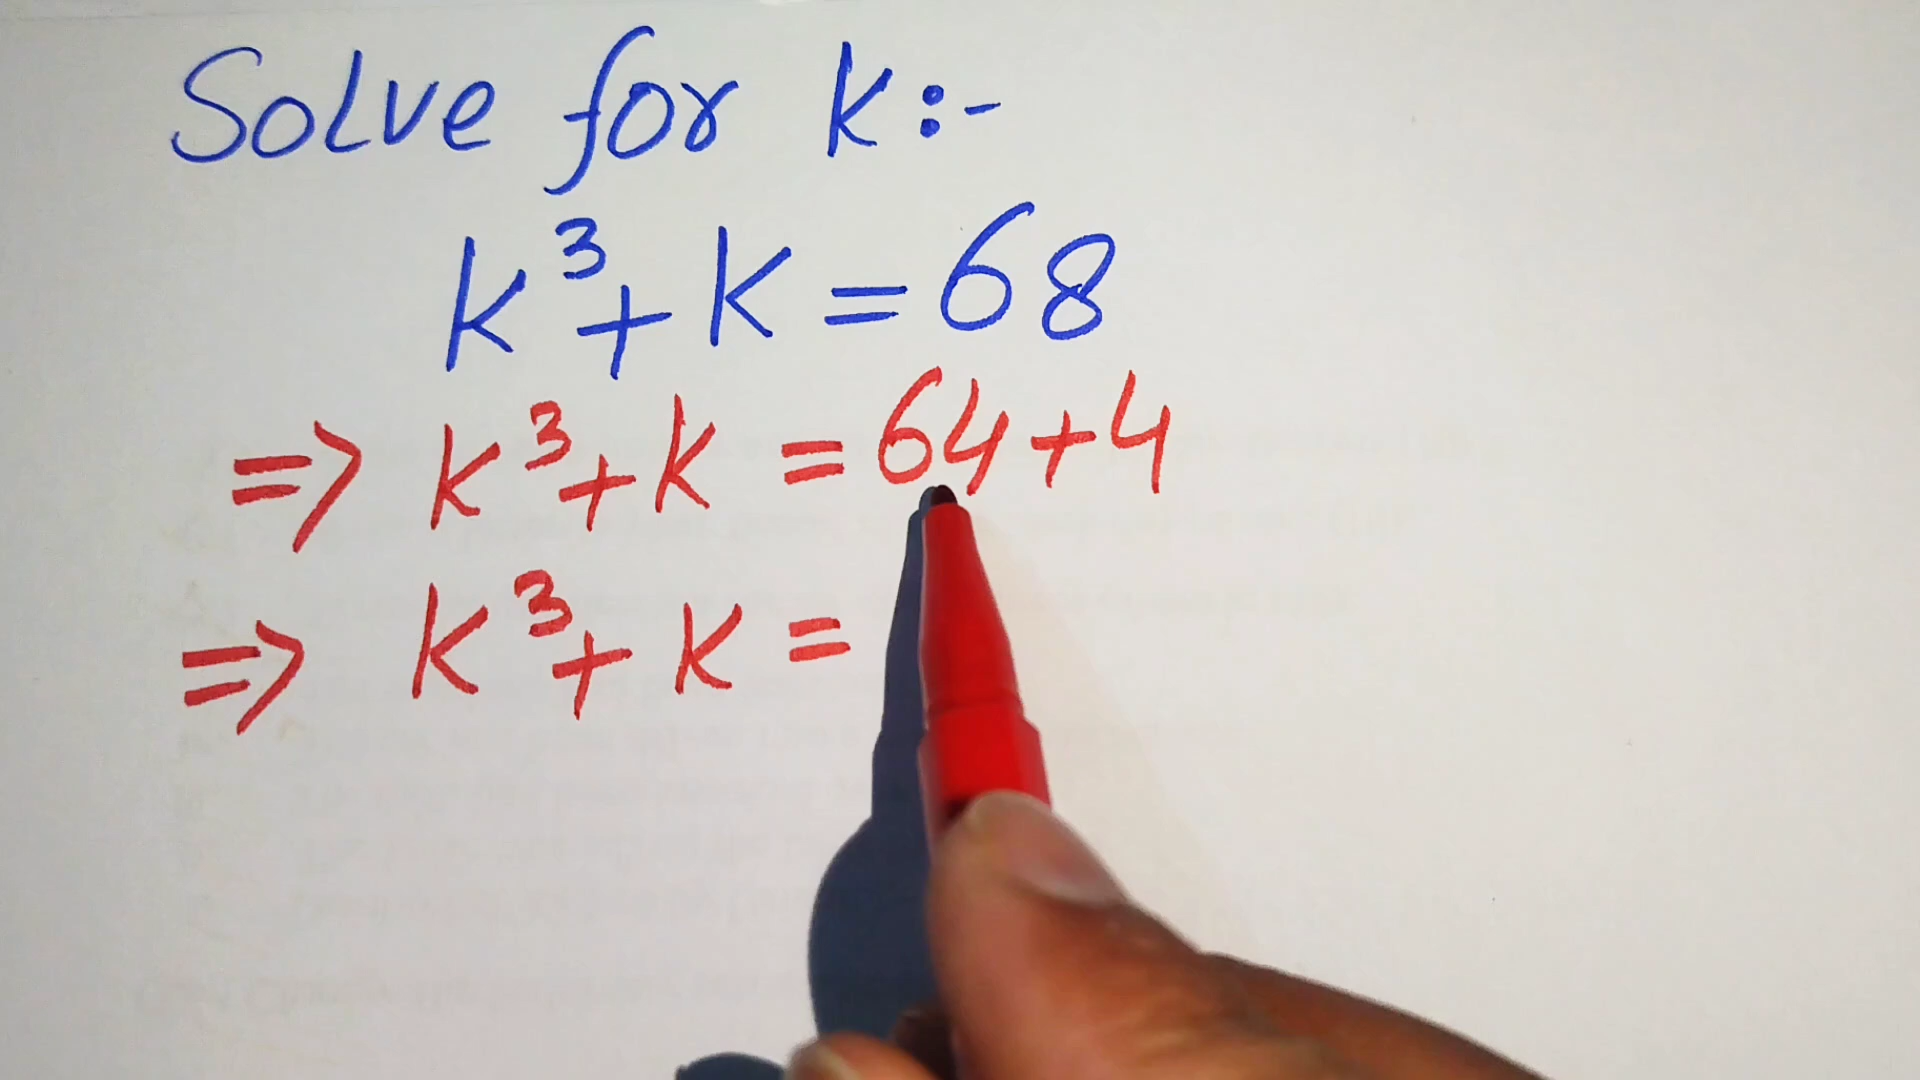 Solve for k:-
k³+k=68
=> k³+k=64+4
=> k³+k=